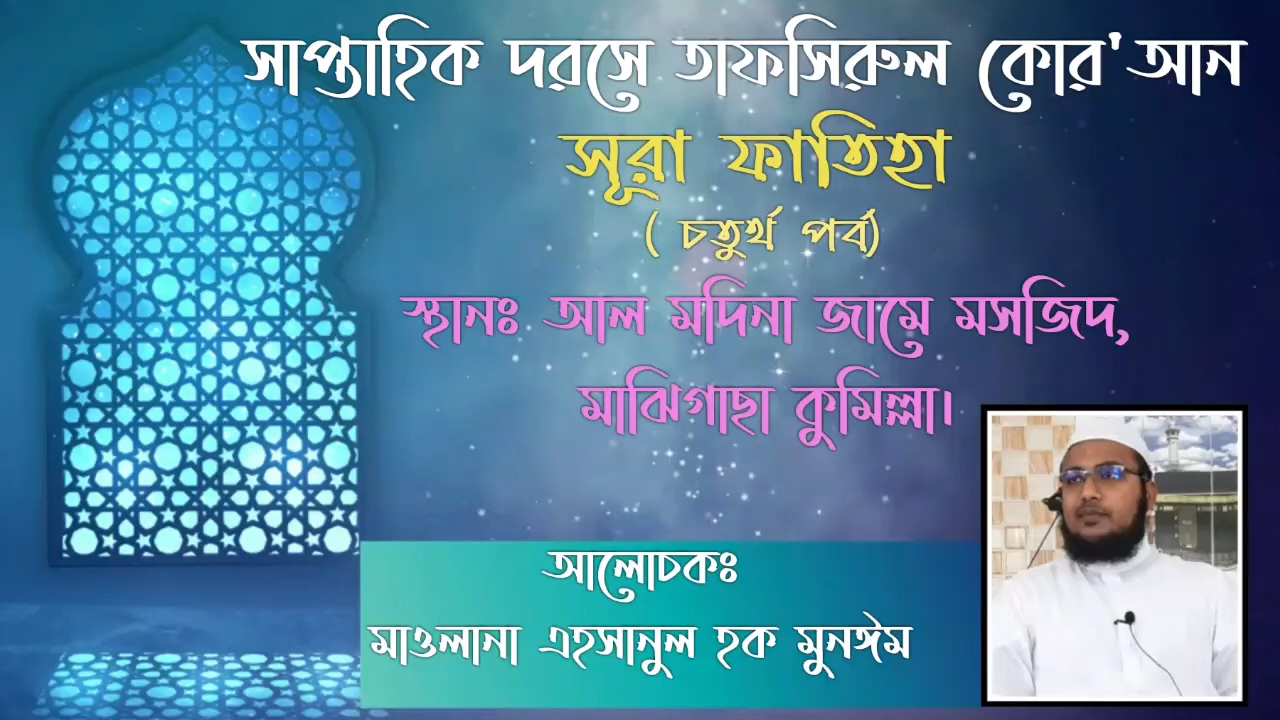 সাপ্তাহিক দরসে তাফসিরুল কোর'আন
সূরা ফাতিহা
( চতুর্থ পর্ব)
স্থানঃ আল মদিনা জামে মসজিদ,
মাঝিগাছা কুমিল্লা।
আলোচকঃ
মাওলানা এহসানুল হক মুনঈম